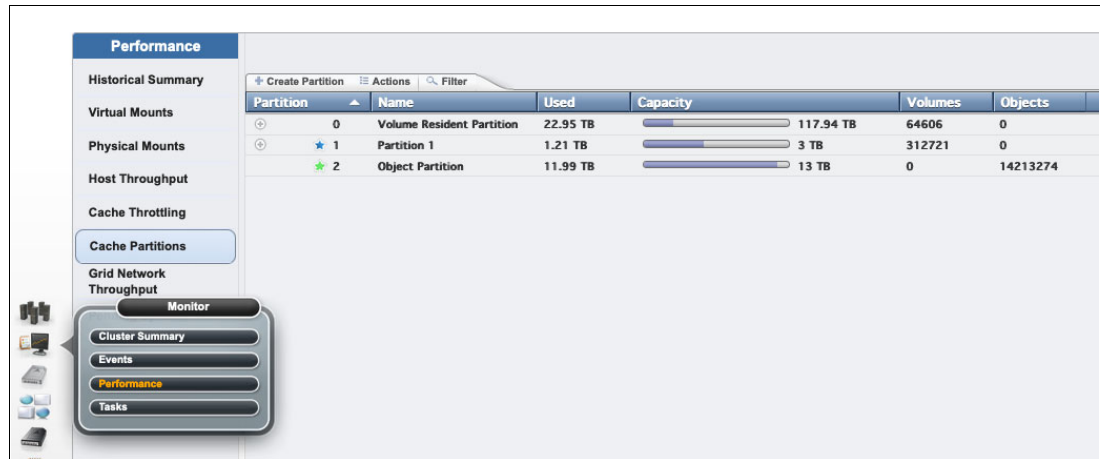 Performance
Historical Summary
Virtual Mounts
Physical Mounts
Host Throughput
Cache Throttling
Cache Partitions
Grid Network
Throughput
Create Partition Actions Filter
Partition Name Used Capacity Volumes Objects
0 Volume Resident Partition 22.95 TB 117.94 TB 64606 0
1 Partition 1 1.21 TB 3 TB 312721 0
2 Object Partition 11.99 TB 13 TB 0 14213274
Monitor
Cluster Summary
Events
Performance
Tasks